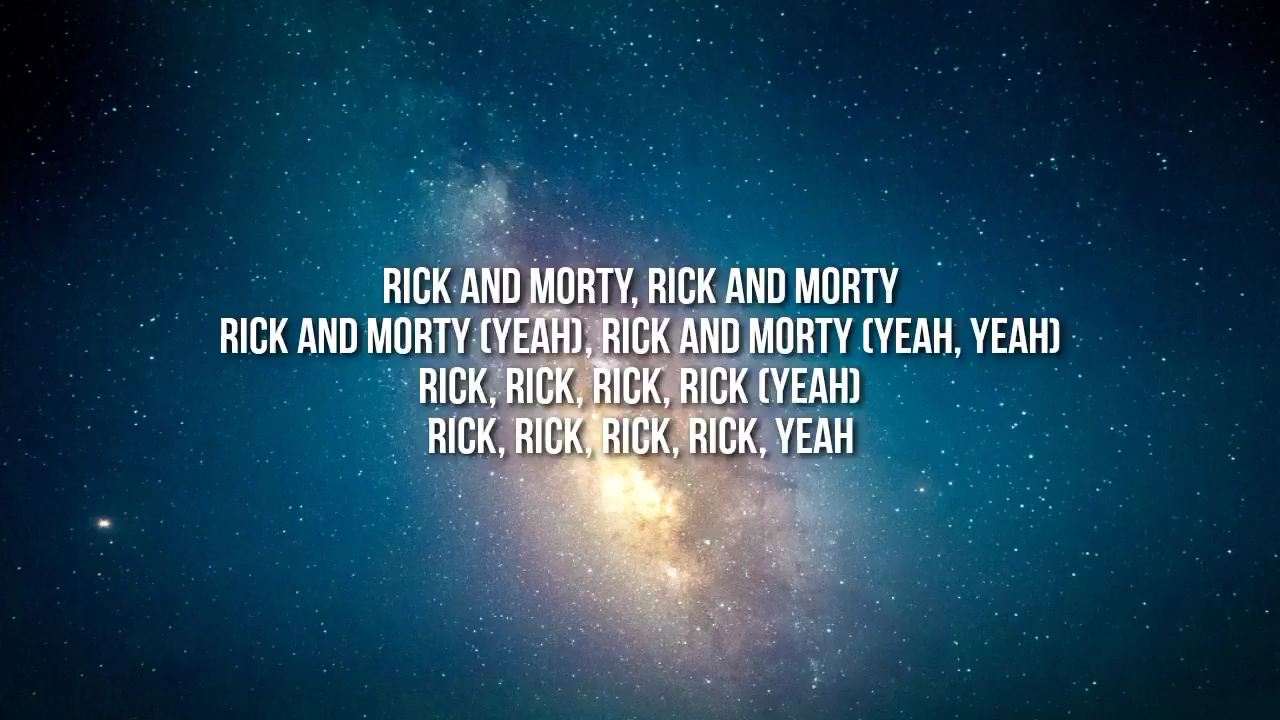 RICK AND MORTY, RICK AND MORTY
RICK AND MORTY (YEAH), RICK AND MORTY (YEAH, YEAH)
RICK, RICK, RICK, RICK (YEAH)
RICK, RICK, RICK, RICK, YEAH